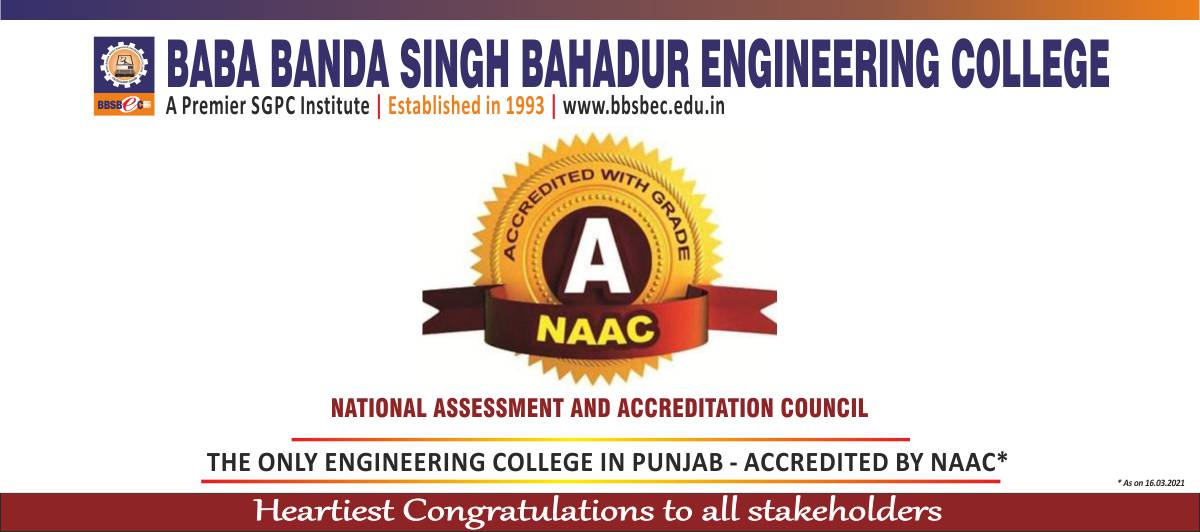 BABA BANDA SINGH BAHADUR ENGINEERING COLLEGE
BBSBeC
A Premier SGPC Institute | Established in 1993 | www.bbsbec.edu.in
ACCREDITED WITH GRADE
A
NAAC
NATIONAL ASSESSMENT AND ACCREDITATION COUNCIL
THE ONLY ENGINEERING COLLEGE IN PUNJAB - ACCREDITED BY NAAC*
* As on 16.03.2021
Heartiest Congratulations to all stakeholders